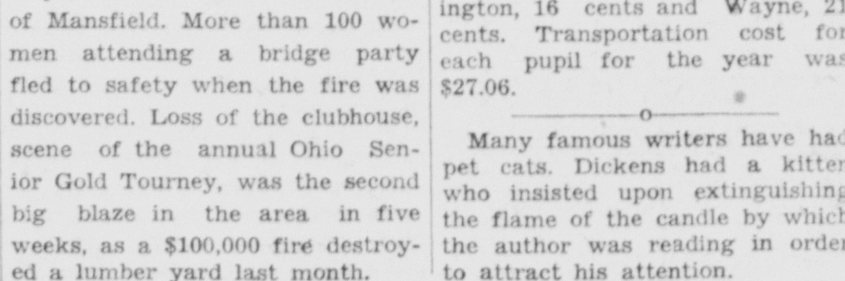 of Mansfield. More than 100 wo-
men attending a bridge party
fled to safety when the fire was
discovered. Loss of the clubhouse,
scene of the annual Ohio Sen-
ior Gold Tourney, was the second
big blaze in the area in five
weeks, as a $100,000 fire destroy-
ed a lumber yard last month.
ington, 16 cents and Wayne, 21
cents. Transportation cost for
each pupil for the year was
$27.06.
o
Many famous writers have had
pet cats. Dickens had a kitten
who insisted upon extinguishing
the flame of the candle by which
the author was reading in order
to attract his attention.